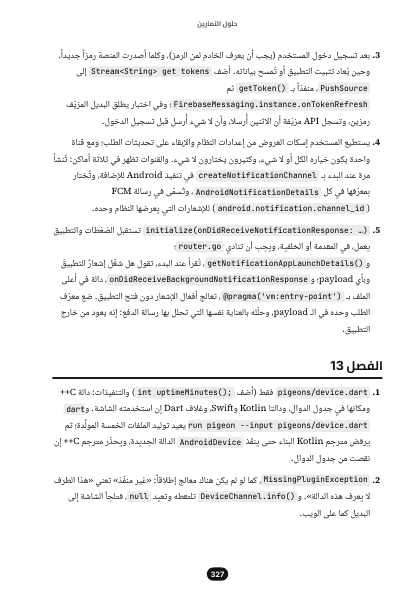 حلول التمارين
3. بعد تسجيل دخول المستخدم (يجب أن يعرف الخادم لمن الرمز)، وكلما أصدرت المنصة رمزاً جديداً،
وحين يُعاد تثبيت التطبيق أو تُمسح بياناته. أضف Stream<String> get tokens إلى
PushSource، منفذاً بـ getToken() ثم
FirebaseMessaging.instance.onTokenRefresh؛ وفي اختبار يطلق البديل المزيّف
رمزين، وتسجل API مزيّفة أن الاثنين أُرسلا، وأن لا شيء أُرسل قبل تسجيل الدخول.
4. يستطيع المستخدم إسكات العروض من إعدادات النظام والإبقاء على تحديثات الطلب؛ ومع قناة
واحدة يكون خياره الكل أو لا شيء، وكثيرون يختارون لا شيء. والقنوات تظهر في ثلاثة أماكن: تُنشأ
مرة عند البدء بـ createNotificationChannel في تنفيذ Android للإضافة، وتُختار
بمعرّفها في كل AndroidNotificationDetails، وتُسمّى في رسالة FCM
(android.notification.channel_id) للإشعارات التي يعرضها النظام وحده.
5. initialize(onDidReceiveNotificationResponse: …) تستقبل الضغطات والتطبيق
يعمل، في المقدمة أو الخلفية، ويجب أن تنادي router.go؛
و getNotificationAppLaunchDetails()، تُقرأ عند البدء، تقول هل شغّل إشعارٌ التطبيقَ
وبأي payload؛ و onDidReceiveBackgroundNotificationResponse، دالة في أعلى
الملف بـ @pragma('vm:entry-point')، تعالج أفعال الإشعار دون فتح التطبيق. ضع معرّف
الطلب وحده في الـ payload، وحلّله بالعناية نفسها التي تحلل بها رسالة الدفع: إنه يعود من خارج
التطبيق.
الفصل 13
1. pigeons/device.dart فقط (أضف int uptimeMinutes();) والتنفيذات: دالة C++
ومكانها في جدول الدوال، ودالتا Kotlin وSwift، وغلاف Dart إن استخدمته الشاشة. و dart
run pigeon --input pigeons/device.dart يعيد توليد الملفات الخمسة المولّدة؛ ثم
يرفض مترجم Kotlin البناء حتى ينفّذ AndroidDevice الدالة الجديدة، ويحذّر مترجم C++ إن
نقصت من جدول الدوال.
2. MissingPluginException، كما لو لم يكن هناك معالج إطلاقاً: «غير منفّذ» تعني «هذا الطرف
لا يعرف هذه الدالة». و DeviceChannel.info() تلتقطه وتعيد null، فتلجأ الشاشة إلى
البديل كما على الويب.
327